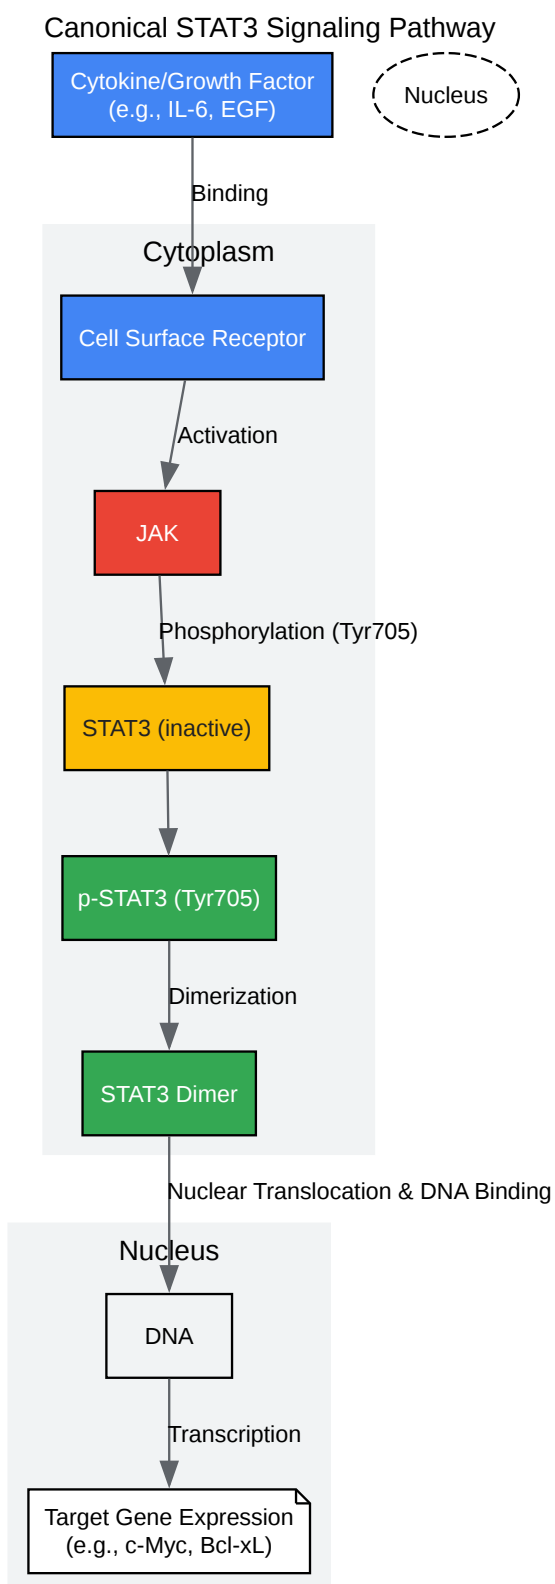 Canonical STAT3 Signaling Pathway
Cytokine/Growth Factor
(e.g., IL-6, EGF)
Nucleus
Binding
Cytoplasm
Cell Surface Receptor
Activation
JAK
Phosphorylation (Tyr705)
STAT3 (inactive)
p-STAT3 (Tyr705)
Dimerization
STAT3 Dimer
Nuclear Translocation & DNA Binding
Nucleus
DNA
Transcription
Target Gene Expression
(e.g., c-Myc, Bcl-xL)